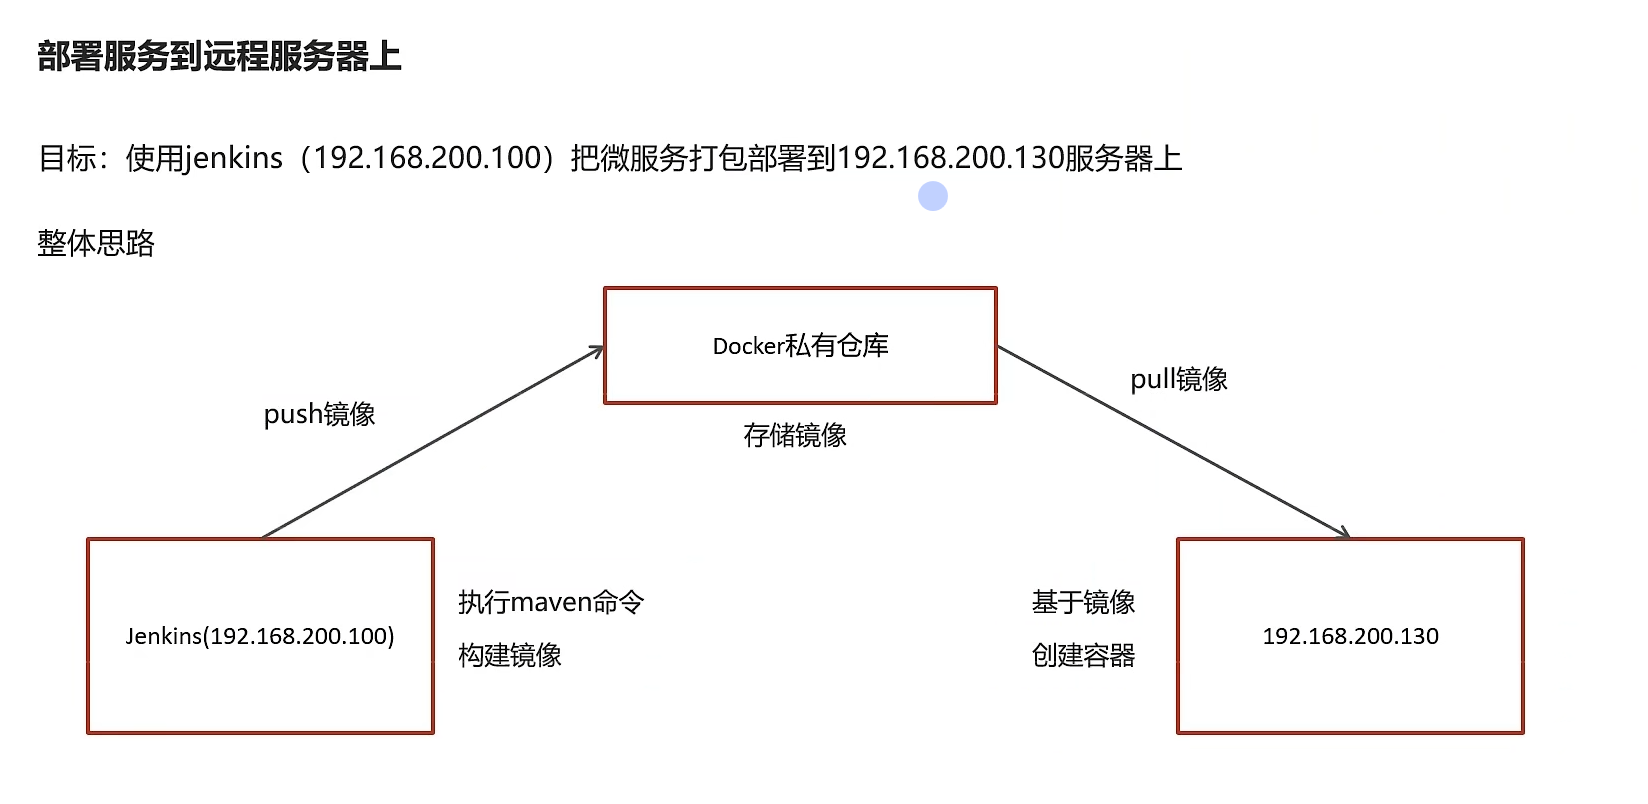 部署服务到远程服务器上
目标：使用jenkins（192.168.200.100）把微服务打包部署到192.168.200.130服务器上
整体思路
Docker私有仓库
pull镜像
push镜像
存储镜像
Jenkins(192.168.200.100)
执行maven命令
构建镜像
基于镜像
创建容器
192.168.200.130